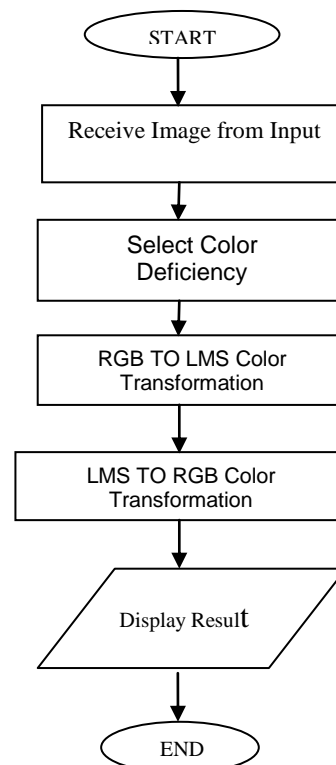 START
Receive Image from Input
Select Color
Deficiency
RGB TO LMS Color
Transformation
LMS TO RGB Color
Transformation
Display Result
END